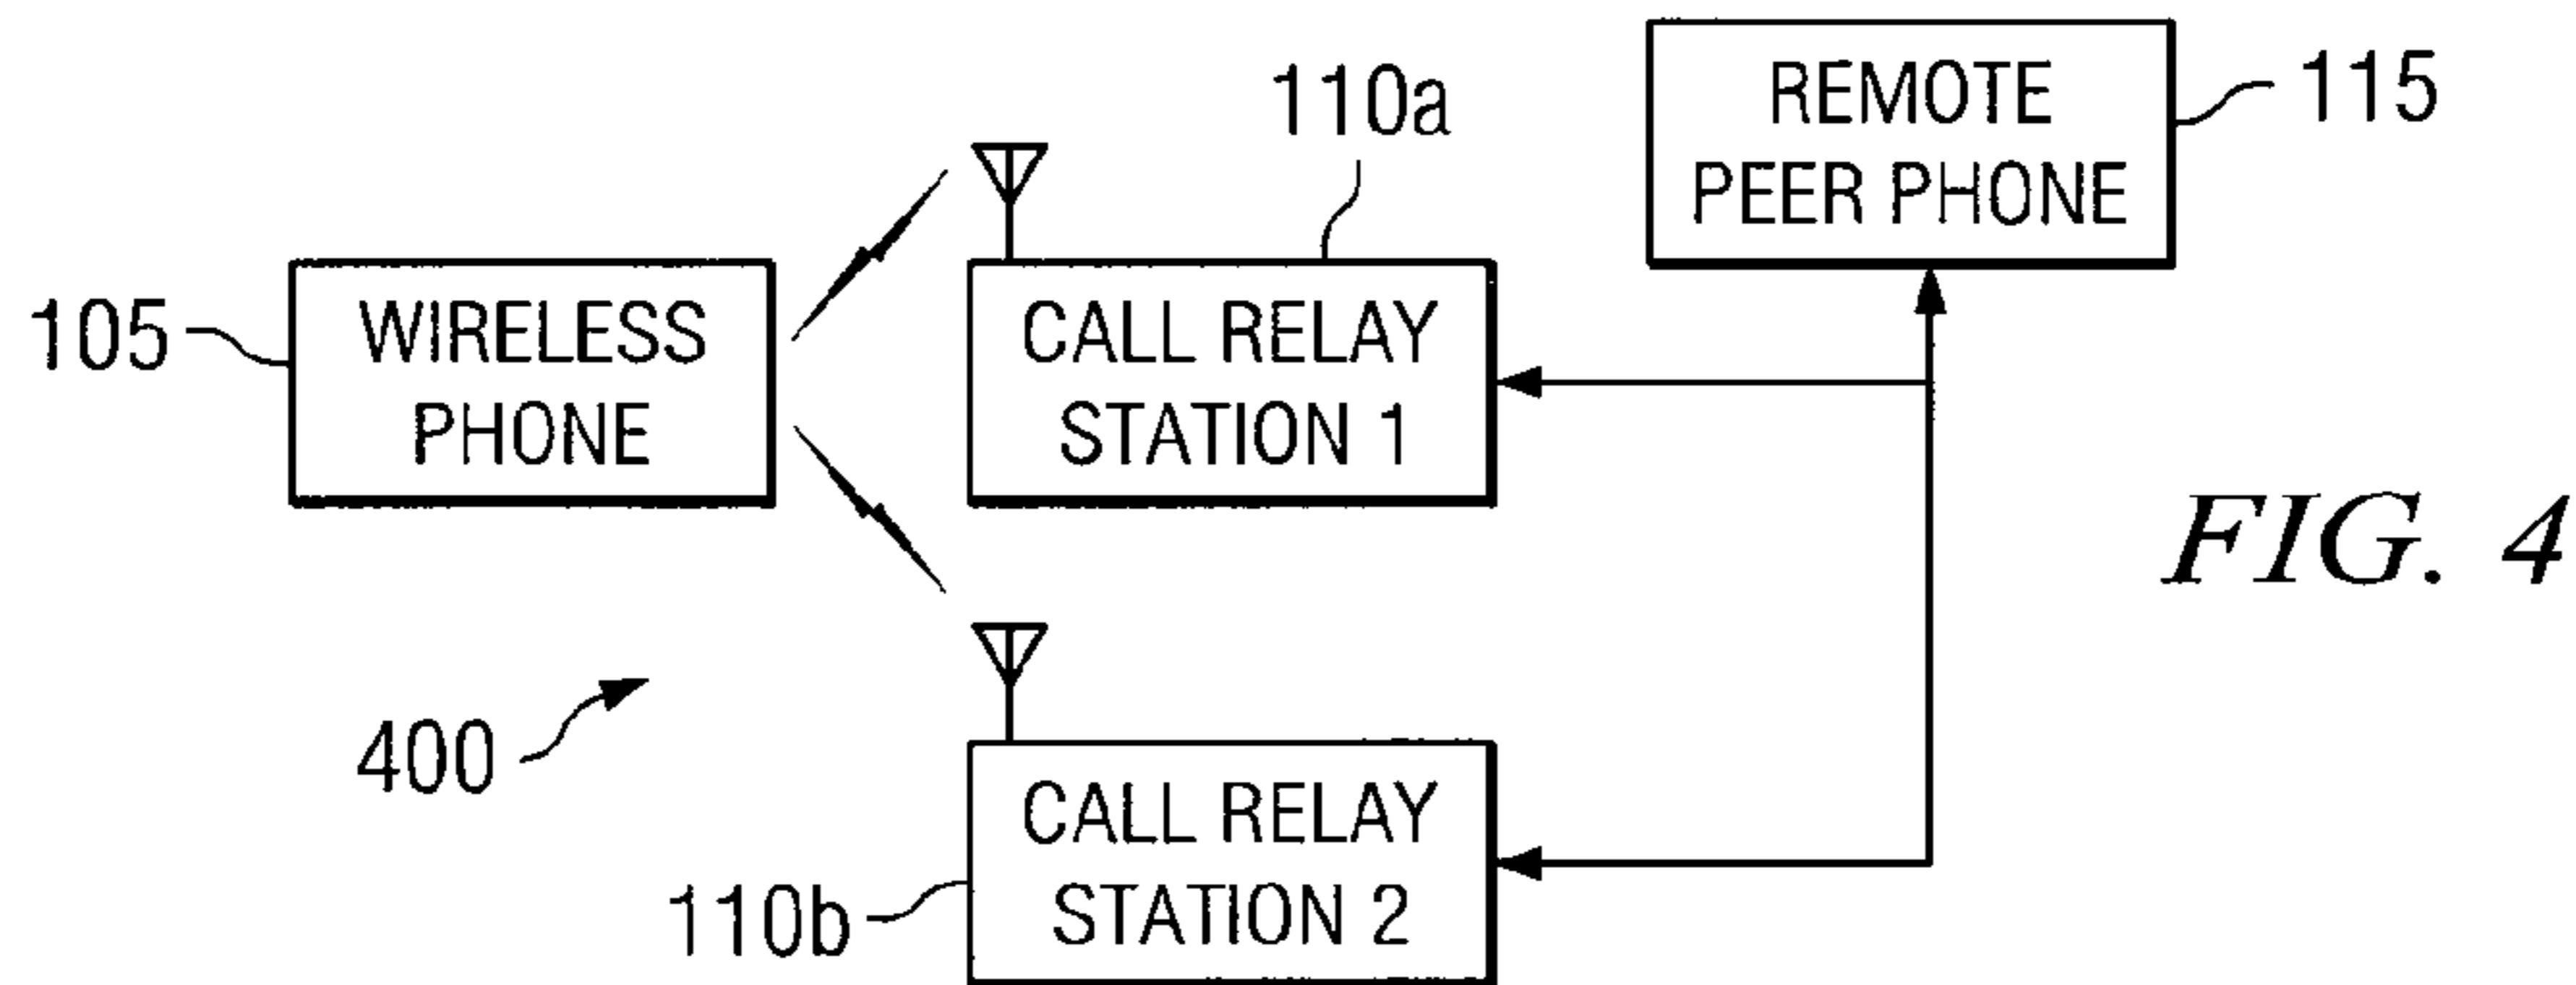 110a
REMOTE
PEER PHONE
115
105
WIRELESS
PHONE
CALL RELAY
STATION 1
FIG. 4
400
CALL RELAY
STATION 2
110b